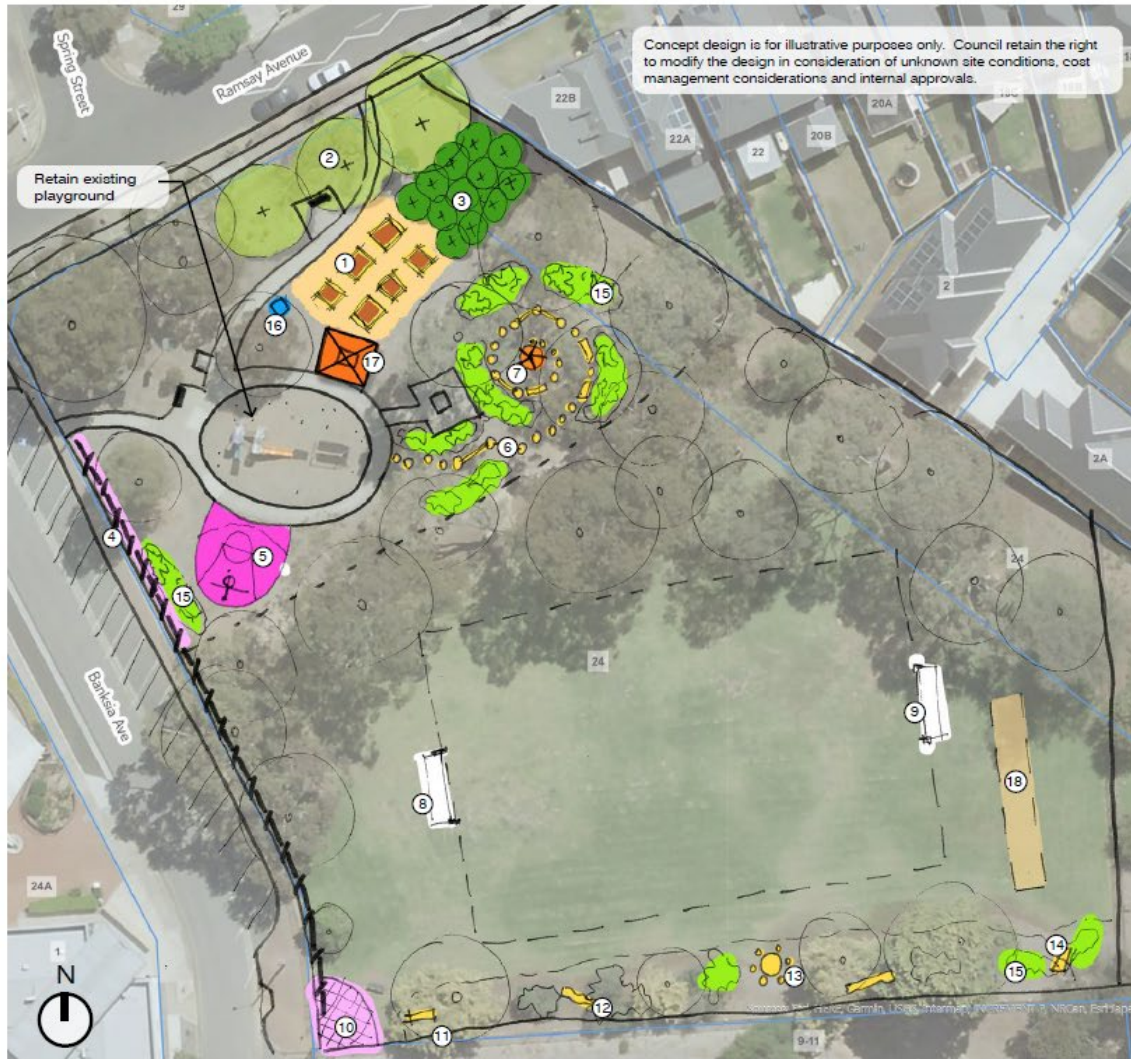 29
Spring Street
Ramsay Avenue
Concept design is for illustrative purposes only. Council retain the right
to modify the design in consideration of unknown site conditions, cost
management considerations and internal approvals.
22B
22A
22
20B
20A
Retain existing
playground
2
3
1
15
2
16
17
7
6
2A
4
5
15
24
24
Banksia Ave
9
8
18
24A
1
N
14
15
13
12
11
10
9-11